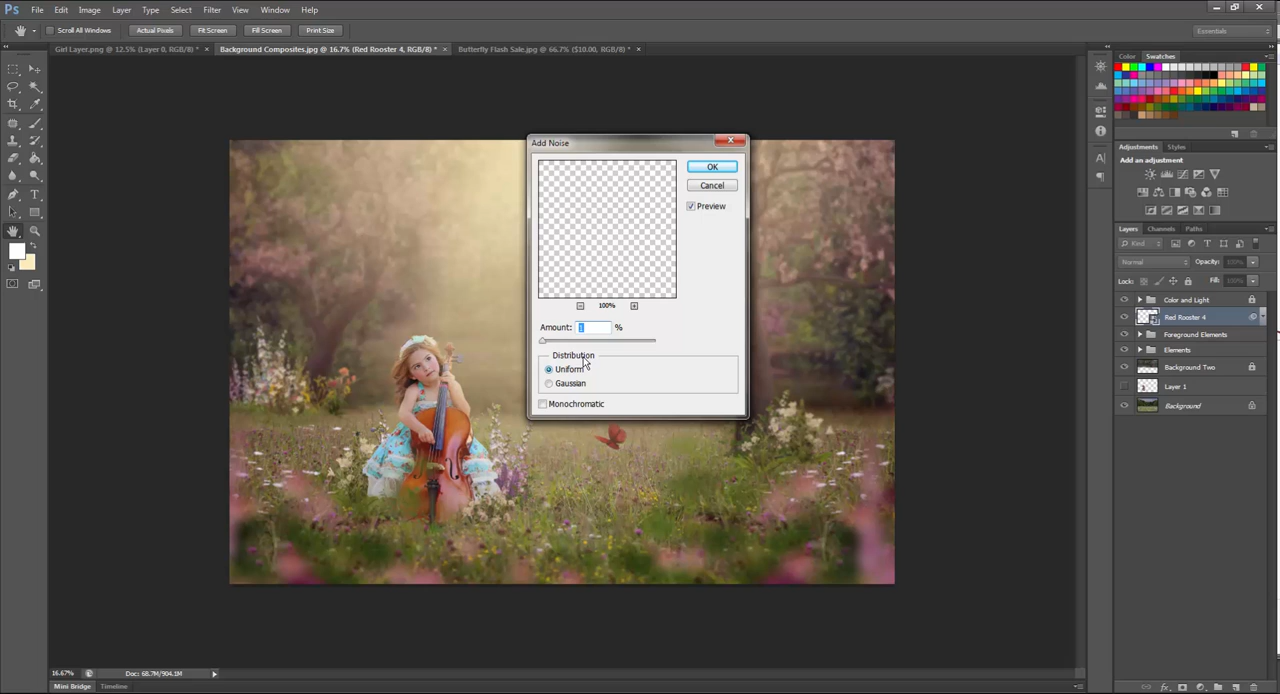 Ps File Edit Image Layer Type Select Filter View Window Help
Scroll All Windows Actual Pixels Fit Screen Fill Screen Print Size Essentials
Girl Layer.png @ 12.5% (Layer 0, RGB/8) * × Background Composites.jpg @ 16.7% (Red Rooster 4, RGB/8) * × Butterfly Flash Sale.jpg @ 66.7% ($10.00, RGB/8) * ×
Color Swatches
Add Noise
OK
Cancel
Preview
100%
Amount: 1 %
Distribution
Uniform
Gaussian
Monochromatic
Adjustments Styles
Add an adjustment
Layers Channels Paths
Kind
Normal Opacity: 100%
Lock: Fill: 100%
Color and Light
Red Rooster 4
Foreground Elements
Elements
Background Two
Layer 1
Background
16.67% Doc: 68.7M/904.1M
Mini Bridge Timeline